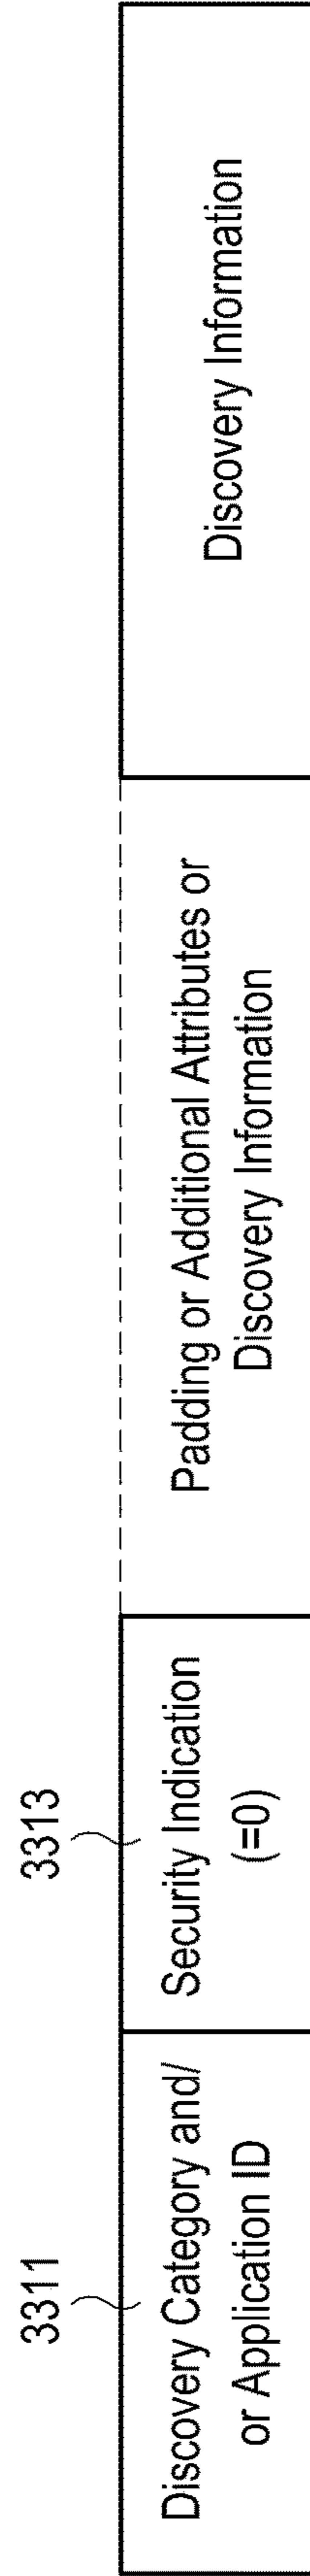 3311
3313
Discovery Category and/
or Application ID
Security Indication
(=0)
Padding or Additional Attributes or
Discovery Information
Discovery Information